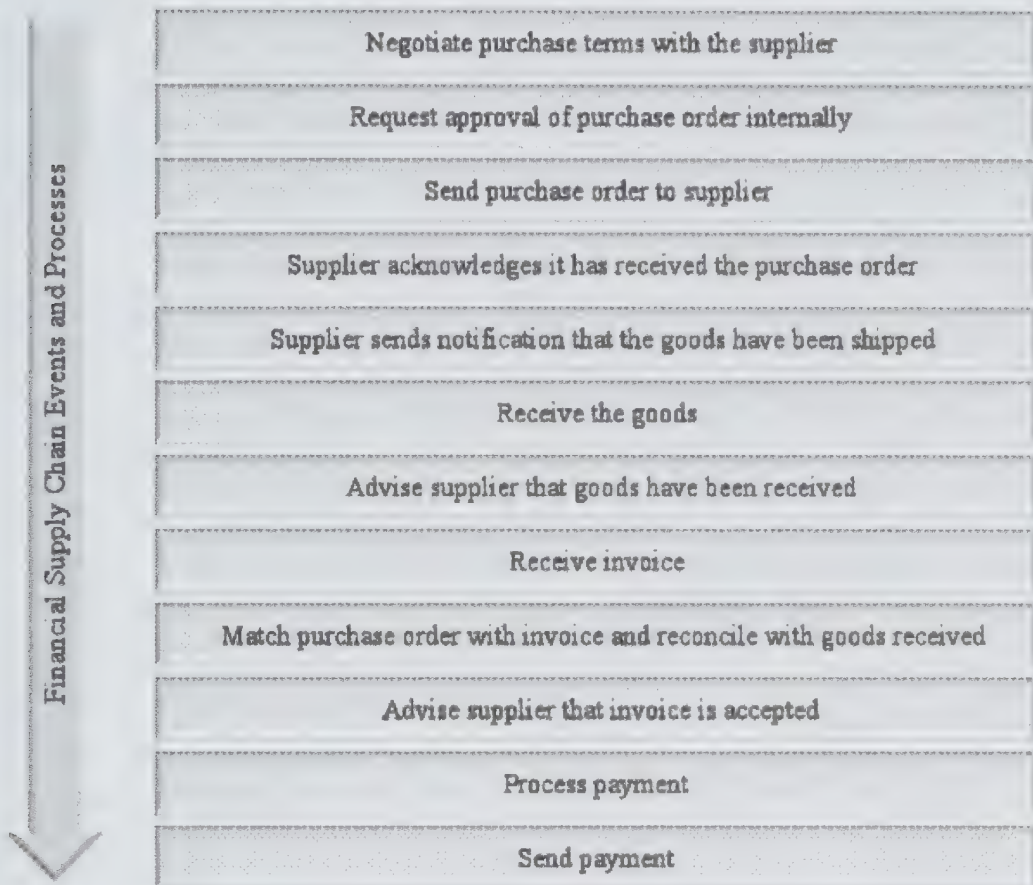 Financial Supply Chain Events and Processes
Negotiate purchase terms with the supplier
Request approval of purchase order internally
Send purchase order to supplier
Supplier acknowledges it has received the purchase order
Supplier sends notification that the goods have been shipped
Receive the goods
Advise supplier that goods have been received
Receive invoice
Match purchase order with invoice and reconcile with goods received
Advise supplier that invoice is accepted
Process payment
Send payment